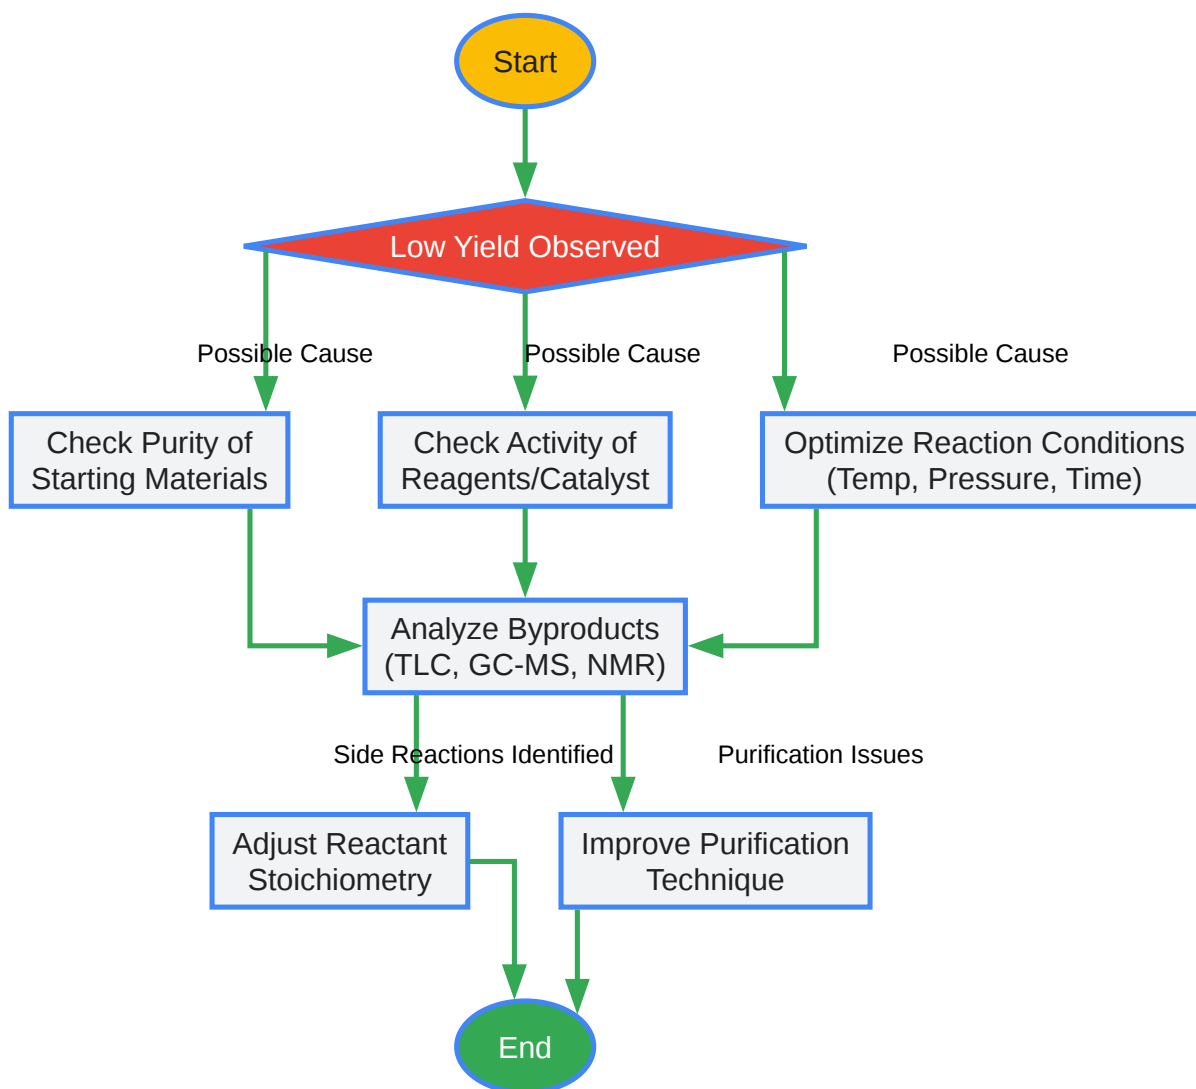 Start
Low Yield Observed
Possible Cause
Possible Cause
Possible Cause
Check Purity of
Starting Materials
Check Activity of
Reagents/Catalyst
Optimize Reaction Conditions
(Temp, Pressure, Time)
Analyze Byproducts
(TLC, GC-MS, NMR)
Side Reactions Identified
Purification Issues
Adjust Reactant
Stoichiometry
Improve Purification
Technique
End